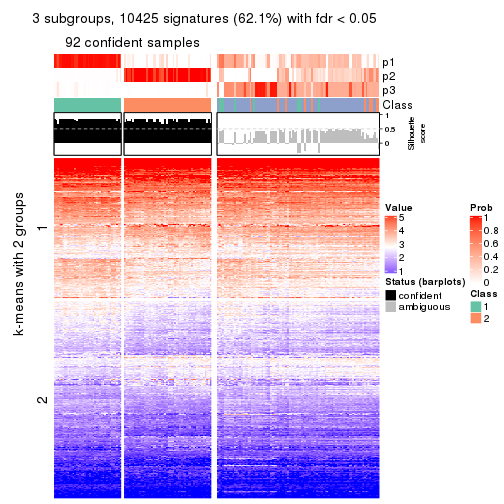 3 subgroups, 10425 signatures (62.1%) with fdr < 0.05
92 confident samples
p1
p2
p3
Class
1
0.5
0
Silhouette
score
k-means with 2 groups
1
2
Value
5
4
3
2
1
Status (barplots)
confident
ambiguous
Prob
1
0.8
0.6
0.4
0.2
0
Class
1
2